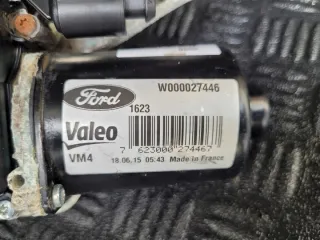 W000027446
Ford
1623
Valeo
7 623000 274467
VM4
18.06.15 05:43 Made in France